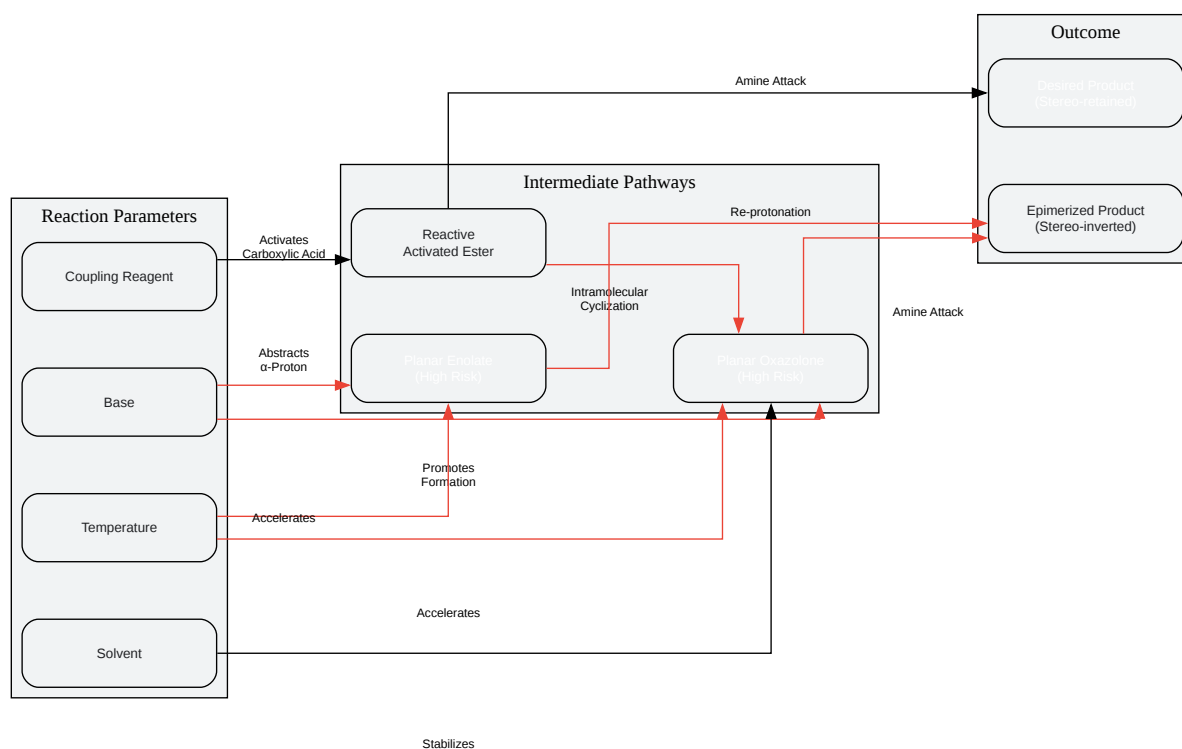 Outcome
Desired Product
(Stereo-retained)
Amine Attack
Intermediate Pathways
Reaction Parameters
Epimerized Product
(Stereo-inverted)
Re-protonation
Reactive
Activated Ester
Activates
Carboxylic Acid
Coupling Reagent
Intramolecular
Cyclization
Amine Attack
Abstracts
α-Proton
Planar Enolate
(High Risk)
Planar Oxazolone
(High Risk)
Base
Promotes
Formation
Accelerates
Temperature
Accelerates
Solvent
Stabilizes